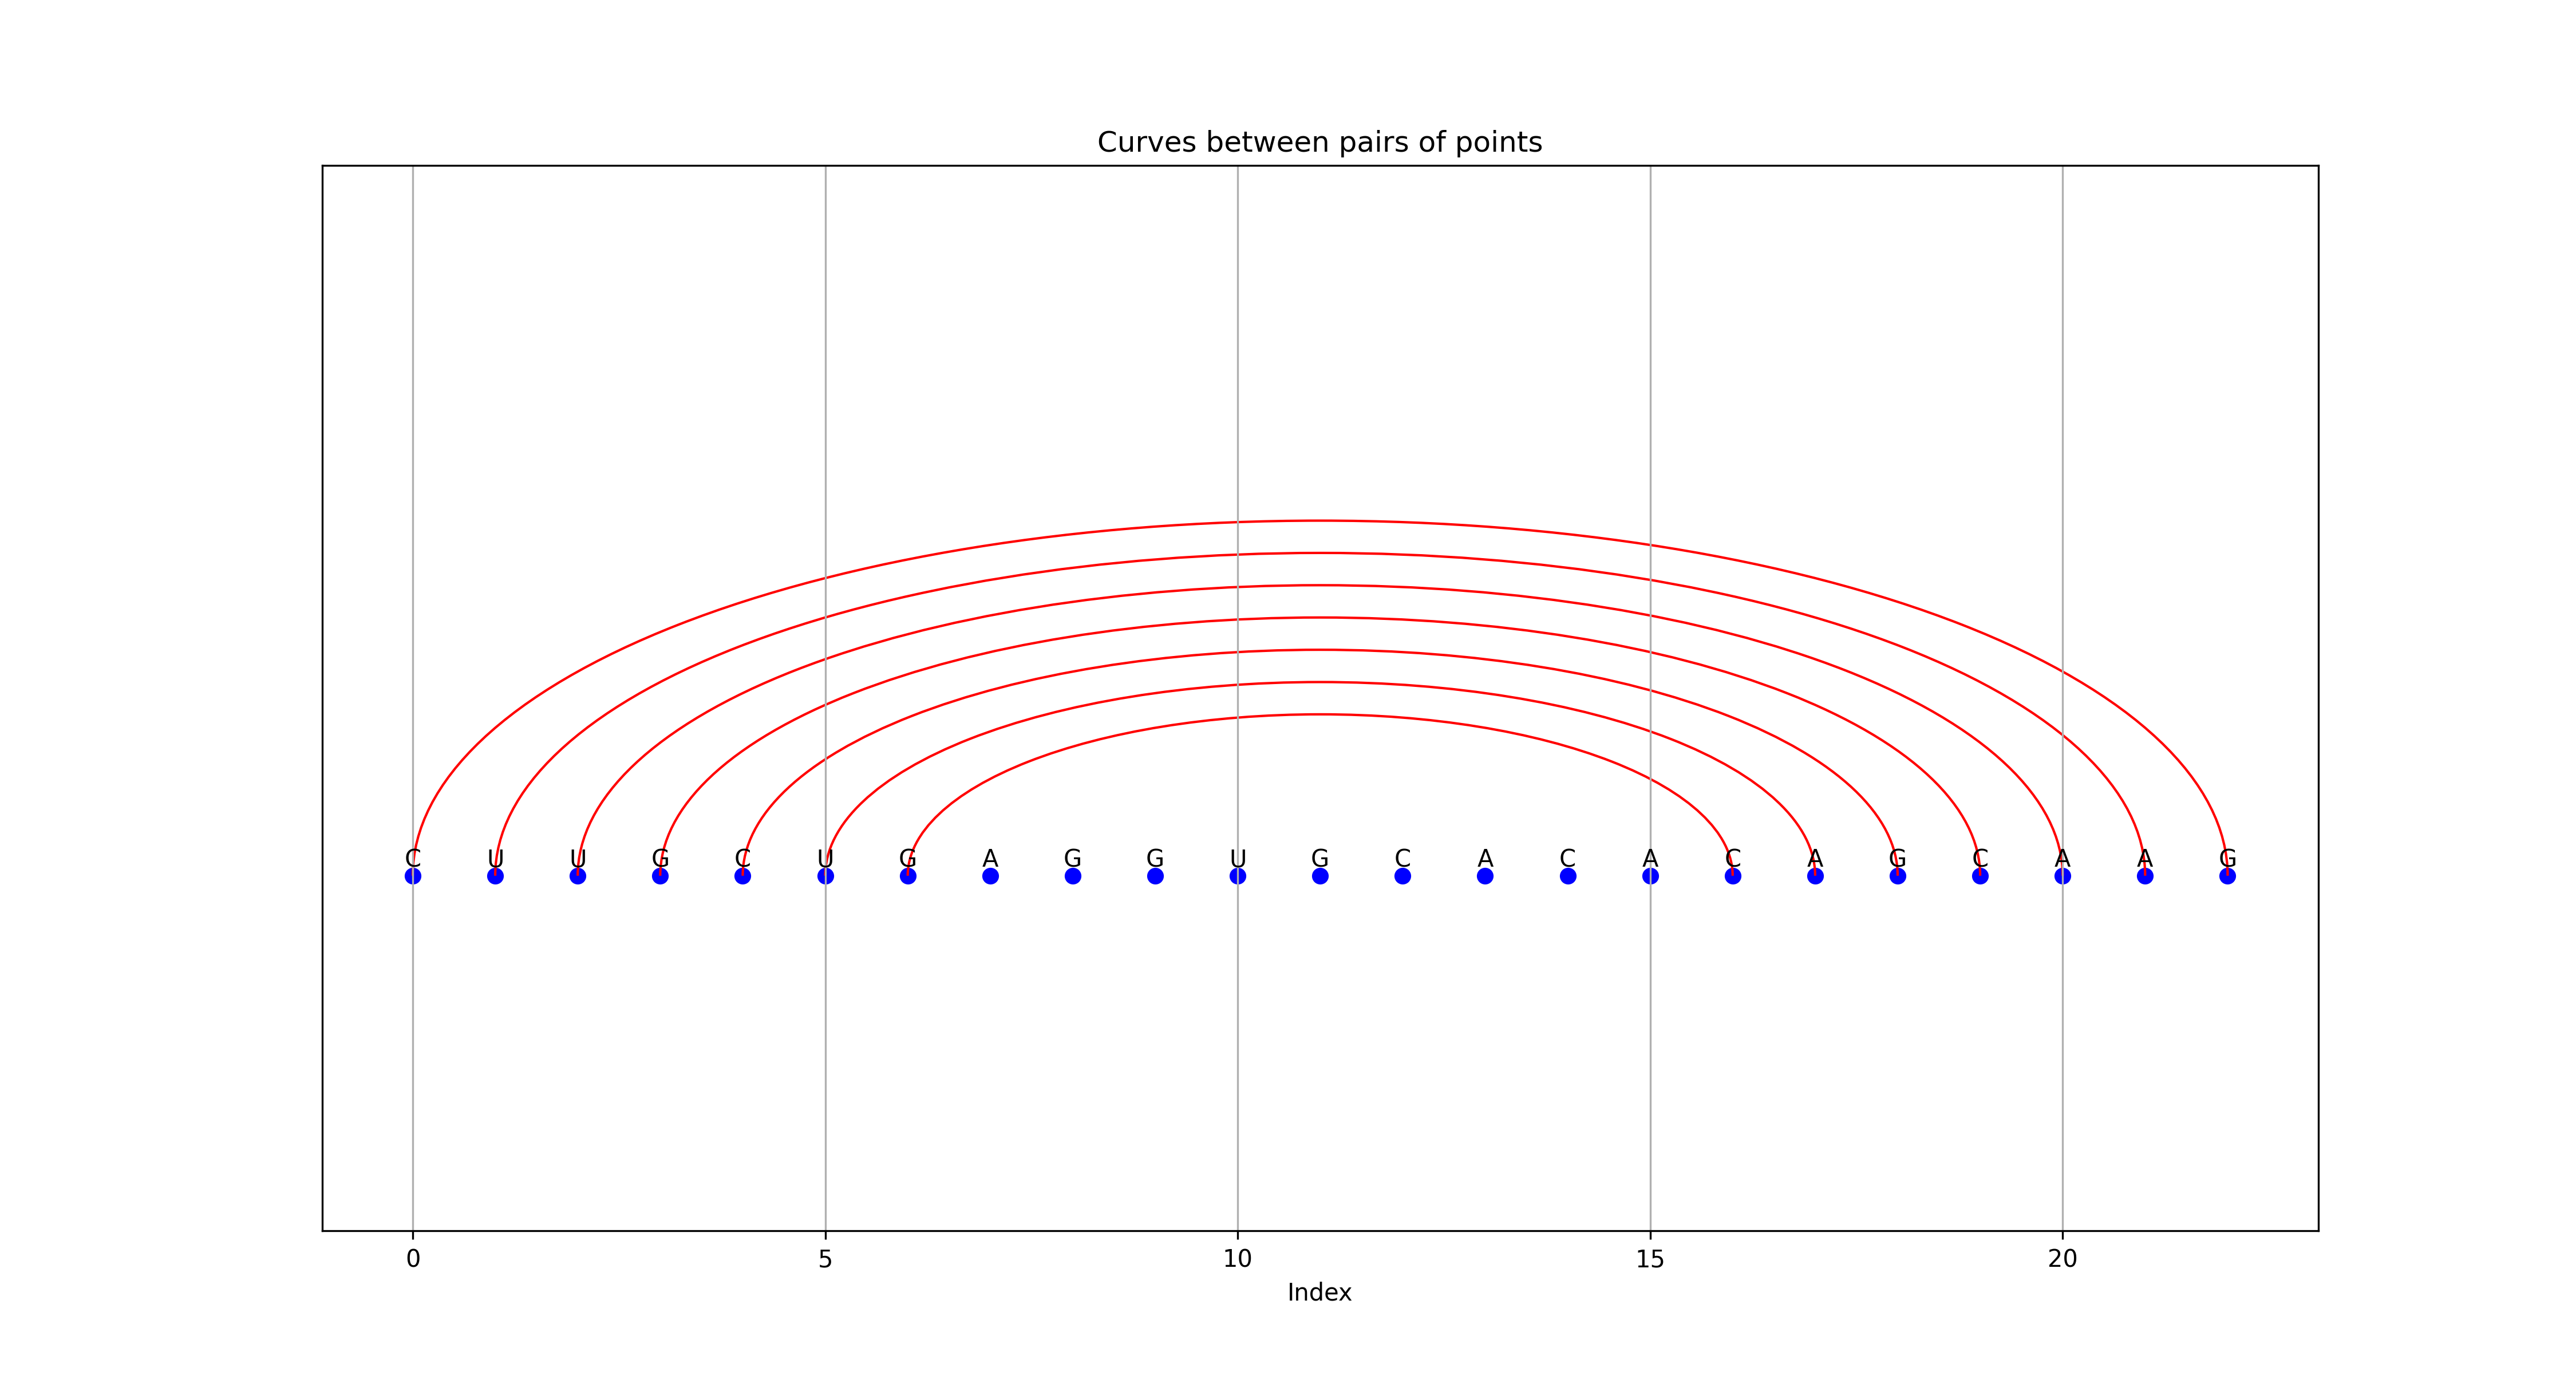 Curves between pairs of points
C U U G C U G A G G U G C A C A C A G C A A G
0 5 10 15 20
Index